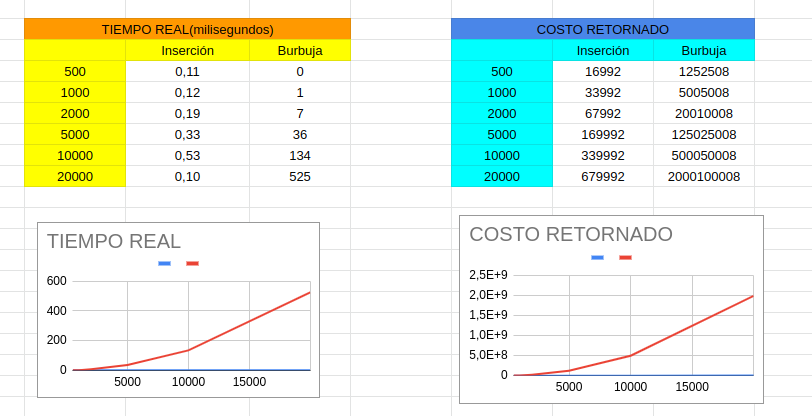 TIEMPO REAL(milisegundos)
Inserción Burbuja
500 0,11 0
1000 0,12 1
2000 0,19 7
5000 0,33 36
10000 0,53 134
20000 0,10 525
COSTO RETORNADO
Inserción Burbuja
500 16992 1252508
1000 33992 5005008
2000 67992 20010008
5000 169992 125025008
10000 339992 500050008
20000 679992 2000100008
TIEMPO REAL
600
400
200
0
5000 10000 15000
COSTO RETORNADO
2,5E+9
2,0E+9
1,5E+9
1,0E+9
5,0E+8
0
5000 10000 15000